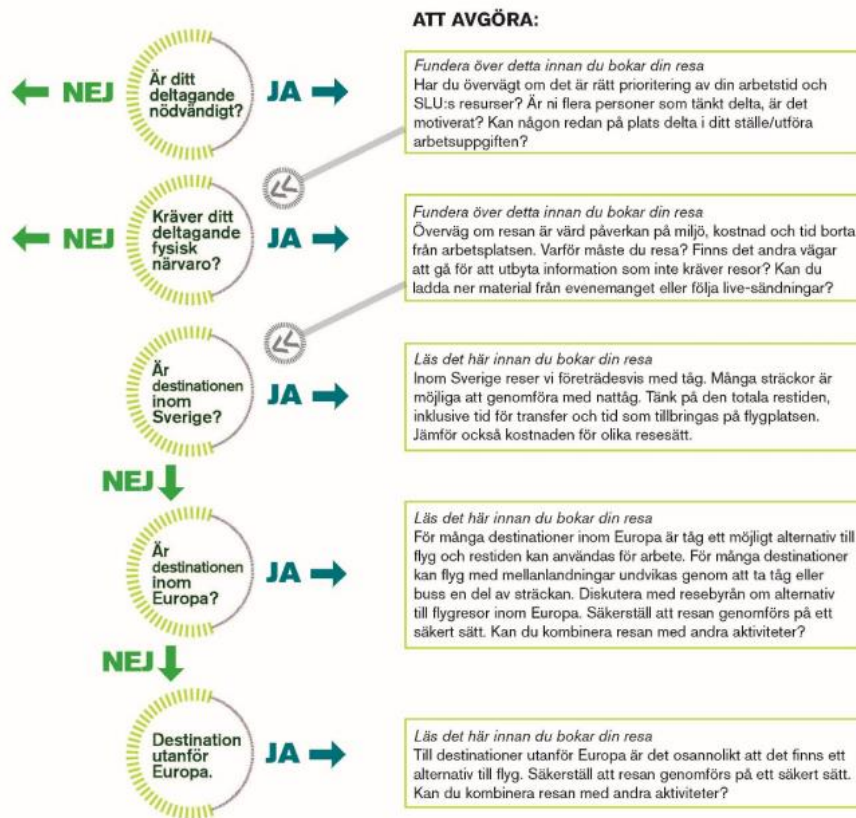 ATT AVGÖRA:
Är ditt
deltagande
nödvändigt?
NEJ
JA
Fundera över detta innan du bokar din resa
Har du övervägt om det är rätt prioritering av din arbetstid och
SLU:s resurser? Är ni flera personer som tänkt delta, är det
motiverat? Kan någon redan på plats delta i ditt ställe/utföra
arbetsuppgiften?
Kräver ditt
deltagande
fysisk
närvaro?
NEJ
JA
Fundera över detta innan du bokar din resa
Överväg om resan är värd påverkan på miljö, kostnad och tid borta
från arbetsplatsen. Varför måste du resa? Finns det andra vägar
att gå för att utbyta information som inte kräver resor? Kan du
ladda ner material från evenemanget eller följa live-sändningar?
Är
destinationen
inom
Sverige?
JA
Läs det här innan du bokar din resa
Inom Sverige reser vi företrädesvis med tåg. Många sträckor är
möjliga att genomföra med nattåg. Tänk på den totala restiden,
inklusive tid för transfer och tid som tillbringas på flygplatsen.
Jämför också kostnaden för olika resesätt.
NEJ
Är
destinationen
inom
Europa?
JA
Läs det här innan du bokar din resa
För många destinationer inom Europa är tåg ett möjligt alternativ till
flyg och restiden kan användas för arbete. För många destinationer
kan flyg med mellanlandningar undvikas genom att ta tåg eller
buss en del av sträckan. Diskutera med resebyrån om alternativ
till flygresor inom Europa. Säkerställ att resan genomförs på ett
säkert sätt. Kan du kombinera resan med andra aktiviteter?
NEJ
Destination
utanför
Europa.
JA
Läs det här innan du bokar din resa
Till destinationer utanför Europa är det osannolikt att det finns ett
alternativ till flyg. Säkerställ att resan genomförs på ett säkert sätt.
Kan du kombinera resan med andra aktiviteter?